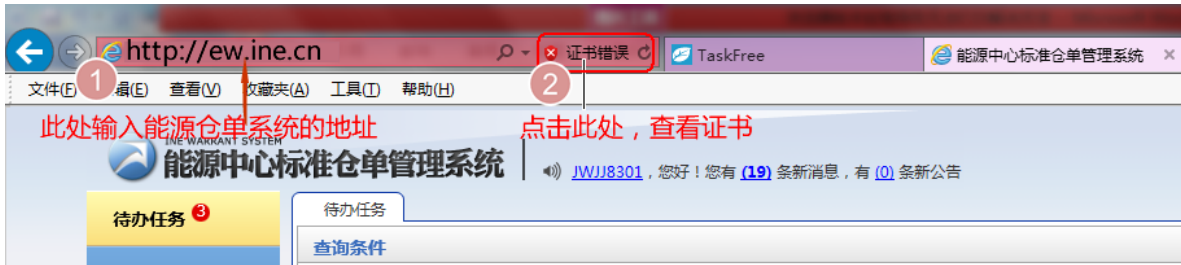 http://ew.ine.cn 证书错误 TaskFree 能源中心标准仓单管理系统
1 2
文件(F) 编辑(E) 查看(V) 收藏夹(A) 工具(T) 帮助(H)
此处输入能源仓单系统的地址 点击此处，查看证书
INE WARRANT SYSTEM
能源中心标准仓单管理系统 JWJJ8301，您好！您有 (19) 条新消息，有 (0) 条新公告
待办任务 3 待办任务
查询条件